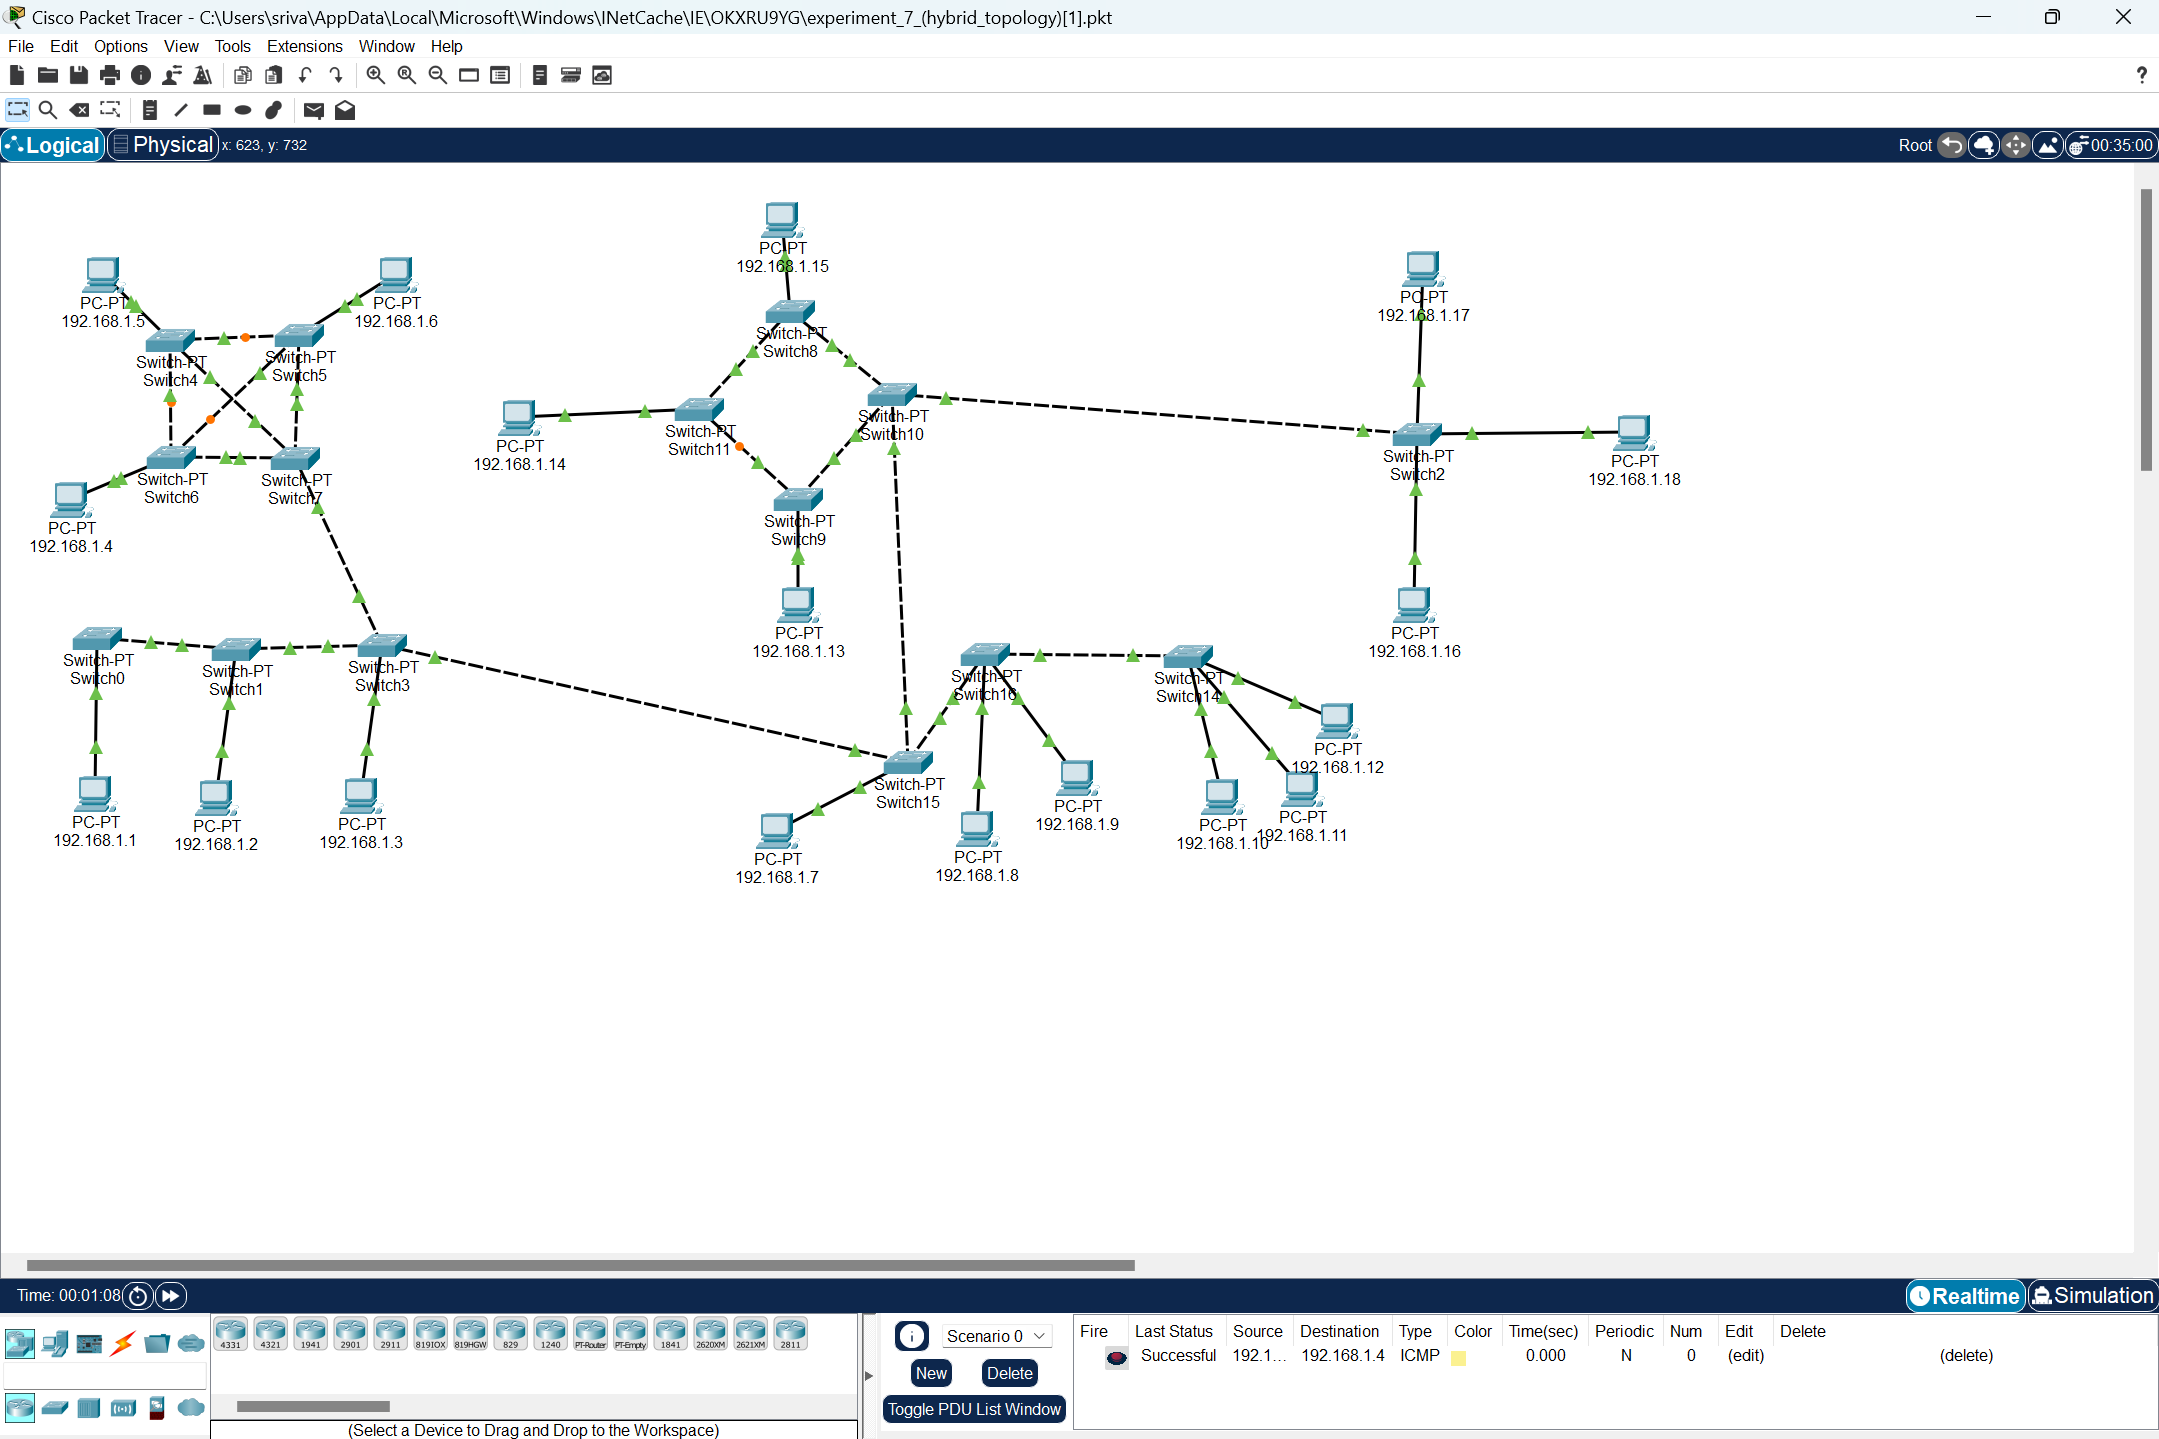 Cisco Packet Tracer - C:\Users\sriva\AppData\Local\Microsoft\Windows\INetCache\IE\OKXRU9YG\experiment_7_(hybrid_topology)[1].pkt
File Edit Options View Tools Extensions Window Help
?
Logical Physical x: 623, y: 732 Root 00:35:00
PC-PT
192.168.1.15
PC-PT
192.168.1.5
PC-PT
192.168.1.6
PC-PT
192.168.1.17
Switch-PT
Switch4
Switch-PT
Switch5
Switch-PT
Switch8
Switch-PT
Switch11
Switch-PT
Switch10
PC-PT
192.168.1.14
Switch-PT
Switch2
PC-PT
192.168.1.18
Switch-PT
Switch6
Switch-PT
Switch7
PC-PT
192.168.1.4
Switch-PT
Switch9
PC-PT
192.168.1.13
PC-PT
192.168.1.16
Switch-PT
Switch0
Switch-PT
Switch1
Switch-PT
Switch3
Switch-PT
Switch16
Switch-PT
Switch14
PC-PT
192.168.1.12
Switch-PT
Switch15
PC-PT
192.168.1.1
PC-PT
192.168.1.2
PC-PT
192.168.1.3
PC-PT
192.168.1.9
PC-PT
192.168.1.10
PC-PT
192.168.1.11
PC-PT
192.168.1.7
PC-PT
192.168.1.8
Time: 00:01:08 Realtime Simulation
4331 4321 1941 2901 2911 819IOX 819HGW 829 1240 PT-Router PT-Empty 1841 2620XM 2621XM 2811
(Select a Device to Drag and Drop to the Workspace)
Scenario 0
New Delete
Toggle PDU List Window
Fire Last Status Source Destination Type Color Time(sec) Periodic Num Edit Delete
Successful 192.1... 192.168.1.4 ICMP 0.000 N 0 (edit) (delete)